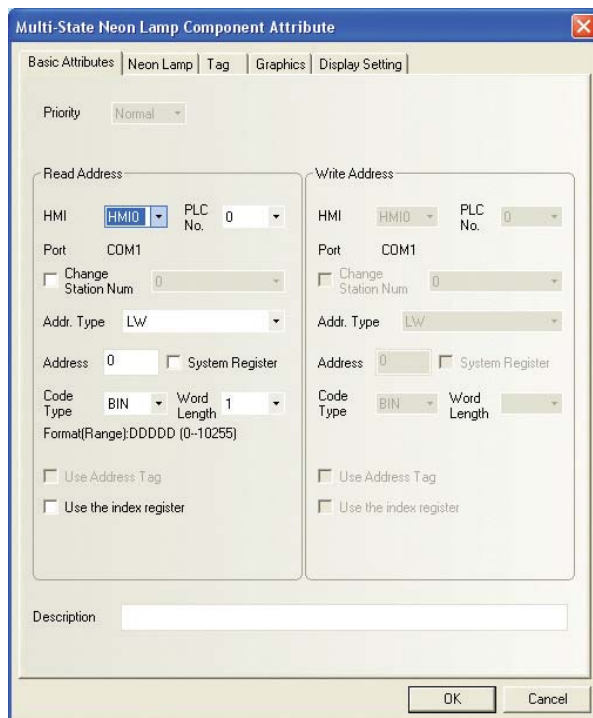 Multi-State Neon Lamp Component Attribute
Basic Attributes Neon Lamp Tag Graphics Display Setting
Priority Normal
Read Address
HMI HMI0 PLC No. 0
Port COM1
Change Station Num 0
Addr. Type LW
Address 0 System Register
Code Type BIN Word Length 1
Format(Range):DDDDD (0--10255)
Use Address Tag
Use the index register
Write Address
HMI HMI0 PLC No. 0
Port COM1
Change Station Num 0
Addr. Type LW
Address 0 System Register
Code Type BIN Word Length
Use Address Tag
Use the index register
Description
OK Cancel